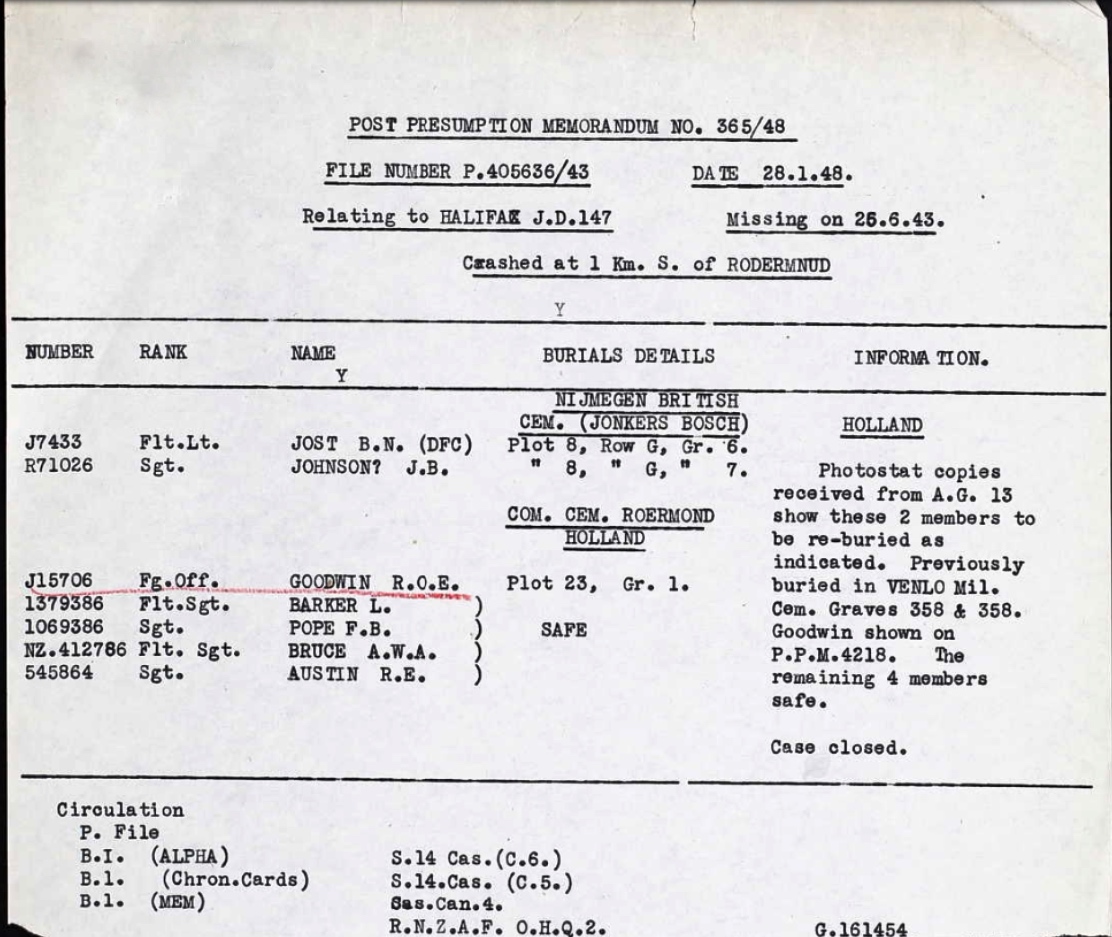 POST PRESUMPTION MEMORANDUM NO. 365/48
FILE NUMBER P.405636/43 DATE 28.1.48.
Relating to HALIFAX J.D.147 Missing on 25.6.43.
Crashed at 1 Km. S. of RODERMNUD
Y
NUMBER RANK NAME BURIALS DETAILS INFORMATION.
Y
NIJMEGEN BRITISH
CEM. (JONKERS BOSCH) HOLLAND
J7433 Flt.Lt. JOST B.N. (DFC) Plot 8, Row G, Gr. 6.
R71026 Sgt. JOHNSON? J.B. " 8, " G, " 7.
Photostat copies
received from A.G. 13
show these 2 members to
be re-buried as
indicated. Previously
buried in VENLO Mil.
Cem. Graves 358 & 358.
Goodwin shown on
P.P.M.4218. The
remaining 4 members
safe.
Case closed.
COM. CEM. ROERMOND
HOLLAND
J15706 Fg.Off. GOODWIN R.O.E. Plot 23, Gr. 1.
1379386 Flt.Sgt. BARKER L. )
1069386 Sgt. POPE F.B. ) SAFE
NZ.412786 Flt. Sgt. BRUCE A.W.A. )
545864 Sgt. AUSTIN R.E. )
Circulation
P. File
B.I. (ALPHA) S.14 Cas.(C.6.)
B.1. (Chron.Cards) S.14.Cas. (C.5.)
B.1. (MEM) Cas.Can.4.
R.N.Z.A.F. O.H.Q.2. G.161454